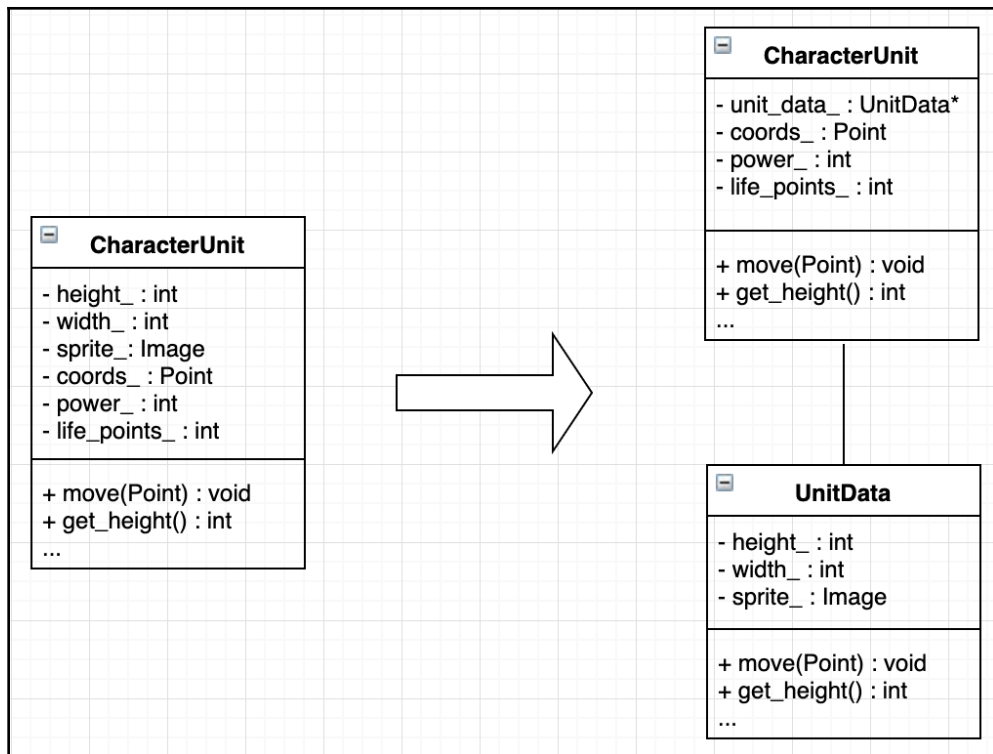 CharacterUnit
- height_ : int
- width_ : int
- sprite_: Image
- coords_ : Point
- power_ : int
- life_points_ : int
+ move(Point) : void
+ get_height() : int
...
CharacterUnit
- unit_data_ : UnitData*
- coords_ : Point
- power_ : int
- life_points_ : int
+ move(Point) : void
+ get_height() : int
...
UnitData
- height_ : int
- width_ : int
- sprite_ : Image
+ move(Point) : void
+ get_height() : int
...